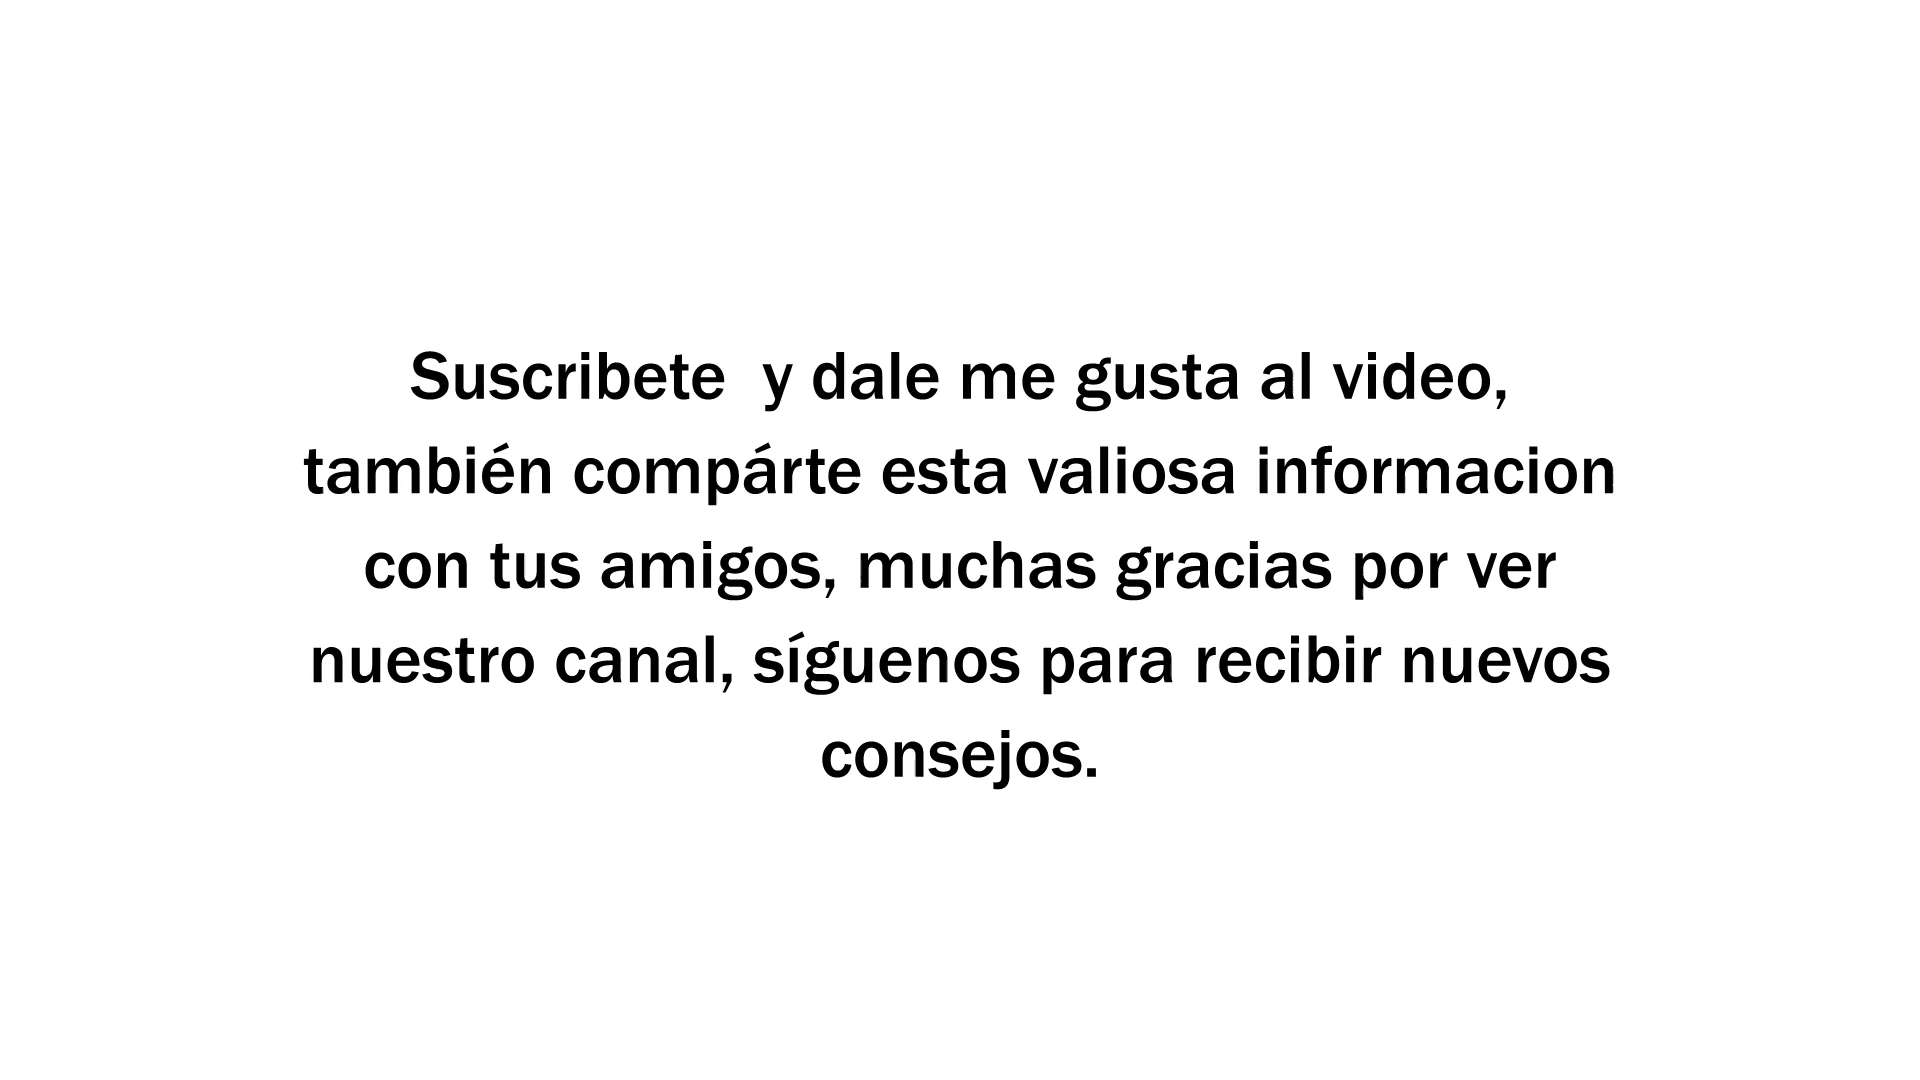 Suscribete  y dale me gusta al video,
también compárte esta valiosa informacion
con tus amigos, muchas gracias por ver
nuestro canal, síguenos para recibir nuevos
consejos.